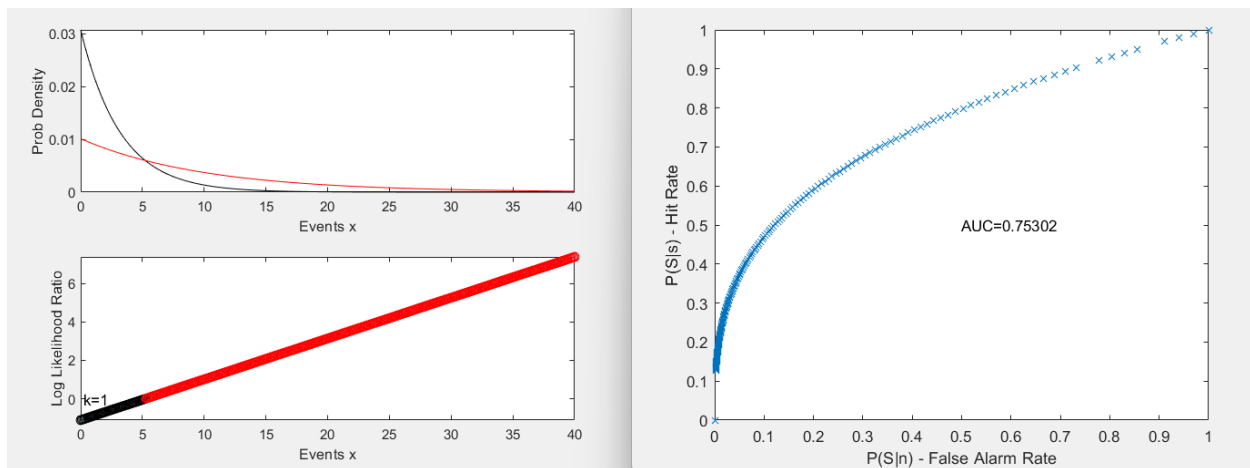 0.03
0.02
0.01
0
Prob Density
0 5 10 15 20 25 30 35 40
Events x
6
4
2
0
Log Likelihood Ratio
k=1
0 5 10 15 20 25 30 35 40
Events x
1
0.9
0.8
0.7
0.6
0.5
0.4
0.3
0.2
0.1
0
P(S|s) - Hit Rate
AUC=0.75302
0 0.1 0.2 0.3 0.4 0.5 0.6 0.7 0.8 0.9 1
P(S|n) - False Alarm Rate